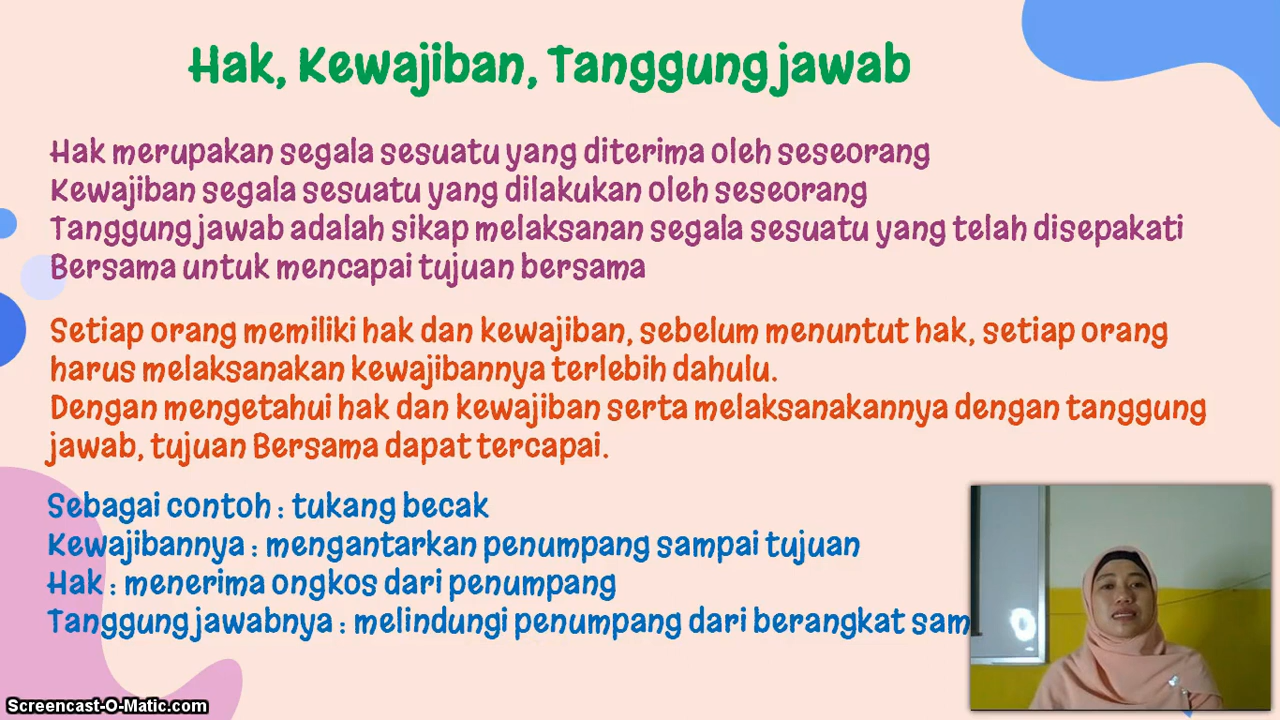 Hak, Kewajiban, Tanggung jawab
Hak merupakan segala sesuatu yang diterima oleh seseorang
Kewajiban segala sesuatu yang dilakukan oleh seseorang
Tanggung jawab adalah sikap melaksanan segala sesuatu yang telah disepakati
Bersama untuk mencapai tujuan bersama
Setiap orang memiliki hak dan kewajiban, sebelum menuntut hak, setiap orang
harus melaksanakan kewajibannya terlebih dahulu.
Dengan mengetahui hak dan kewajiban serta melaksanakannya dengan tanggung
jawab, tujuan Bersama dapat tercapai.
Sebagai contoh : tukang becak
Kewajibannya : mengantarkan penumpang sampai tujuan
Hak : menerima ongkos dari penumpang
Tanggung jawabnya : melindungi penumpang dari berangkat sam
Screencast-O-Matic.com